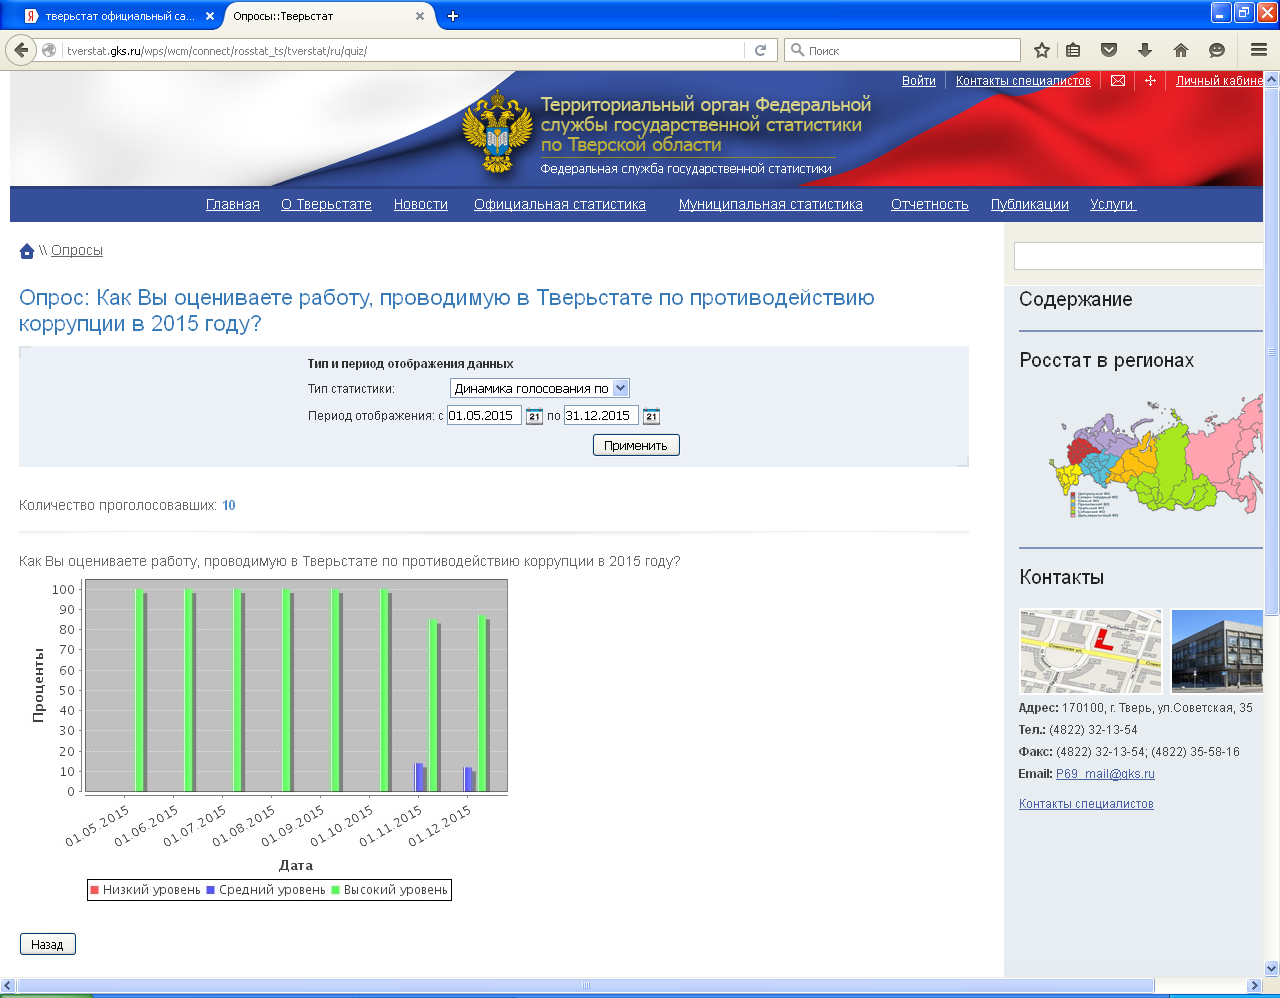 тверьстат официальный са...
Опросы::Тверьстат
tverstat.gks.ru/wps/wcm/connect/rosstat_ts/tverstat/ru/quiz/
Поиск
Войти
Контакты специалистов
Личный кабине
Территориальный орган Федеральной
службы государственной статистики
по Тверской области
Федеральная служба государственной статистики
Главная
О Тверьстате
Новости
Официальная статистика
Муниципальная статистика
Отчетность
Публикации
Услуги
\\ Опросы
Опрос: Как Вы оцениваете работу, проводимую в Тверьстате по противодействию
коррупции в 2015 году?
Тип и период отображения данных
Тип статистики: Динамика голосования по
Период отображения: с 01.05.2015 21 по 31.12.2015 21
Применить
Количество проголосовавших: 10
Как Вы оцениваете работу, проводимую в Тверьстате по противодействию коррупции в 2015 году?
Проценты
100
90
80
70
60
50
40
30
20
10
0
01.05.2015
01.06.2015
01.07.2015
01.08.2015
01.09.2015
01.10.2015
01.11.2015
01.12.2015
Дата
Низкий уровень
Средний уровень
Высокий уровень
Назад
Содержание
Росстат в регионах
Контакты
Адрес: 170100, г. Тверь, ул.Советская, 35
Тел.: (4822) 32-13-54
Факс: (4822) 32-13-54; (4822) 35-58-16
Email: P69_mail@gks.ru
Контакты специалистов